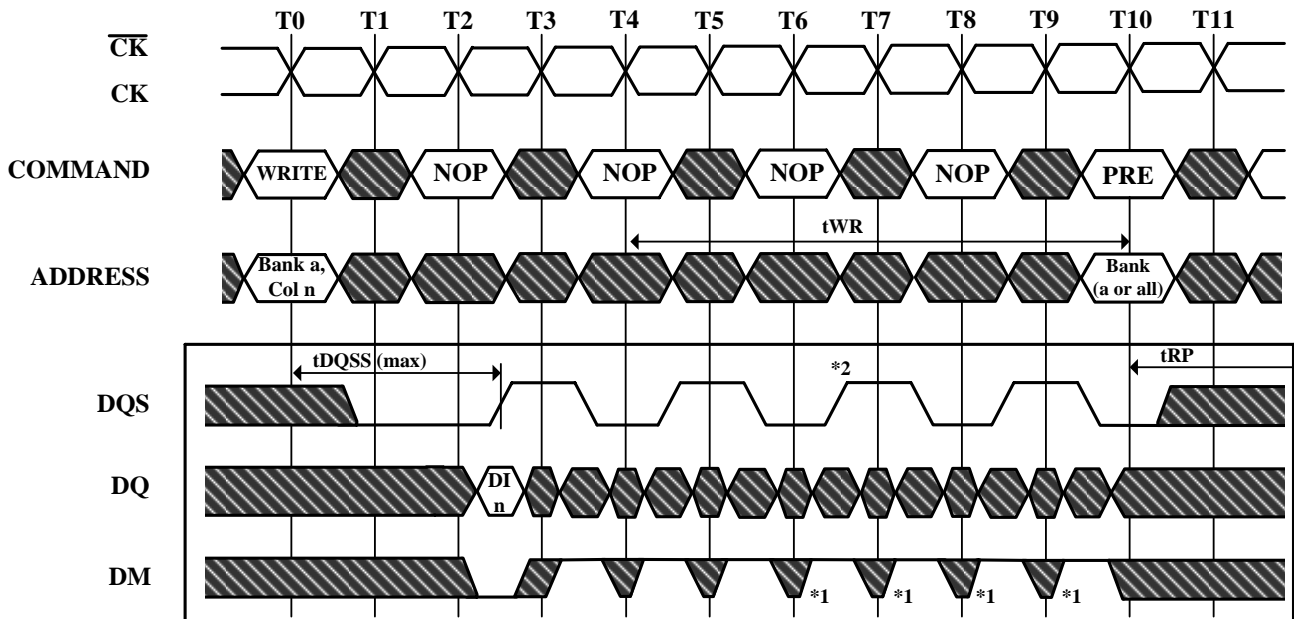 T0 T1 T2 T3 T4 T5 T6 T7 T8 T9 T10 T11
CK
CK
COMMAND WRITE NOP NOP NOP NOP PRE
tWR
ADDRESS Bank a, Col n Bank (a or all)
tDQSS (max) *2 tRP
DQS
DQ DI n
DM *1 *1 *1 *1